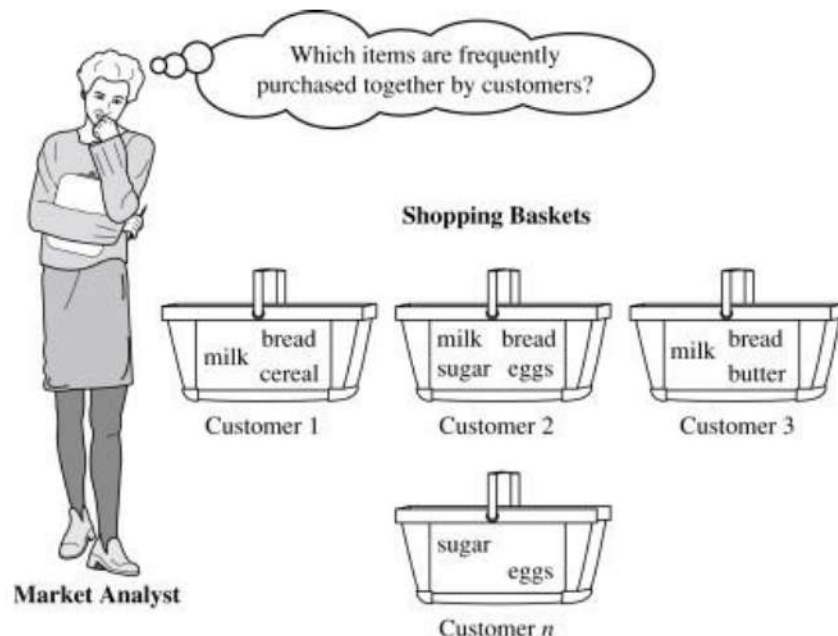 Which items are frequently
purchased together by customers?
Shopping Baskets
milk
bread
cereal
Customer 1
milk bread
sugar eggs
Customer 2
milk
bread
butter
Customer 3
sugar
eggs
Customer n
Market Analyst